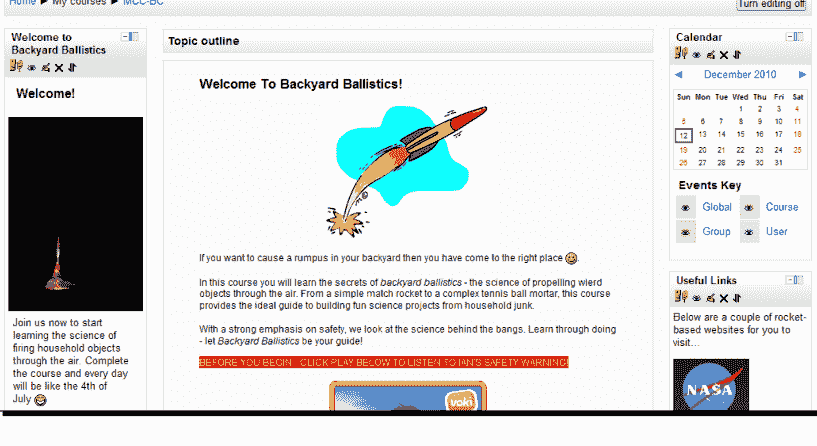 Home ► My courses ► MCC-BC
Turn editing off
Welcome to
Backyard Ballistics
Welcome!
Join us now to start
learning the science of
firing household objects
through the air. Complete
the course and every day
will be like the 4th of
July
Topic outline
Welcome To Backyard Ballistics!
If you want to cause a rumpus in your backyard then you have come to the right place .
In this course you will learn the secrets of backyard ballistics - the science of propelling wierd
objects through the air. From a simple match rocket to a complex tennis ball mortar, this course
provides the ideal guide to building fun science projects from household junk.
With a strong emphasis on safety, we look at the science behind the bangs. Learn through doing
- let Backyard Ballistics be your guide!
BEFORE YOU BEGIN - CLICK PLAY BELOW TO LISTEN TO IAN'S SAFETY WARNING!
voki
Calendar
December 2010
Sun Mon Tue Wed Thu Fri Sat
1 2 3 4
5 6 7 8 9 10 11
12 13 14 15 16 17 18
19 20 21 22 23 24 25
26 27 28 29 30 31
Events Key
Global Course
Group User
Useful Links
Below are a couple of rocket-
based websites for you to
visit...
NASA